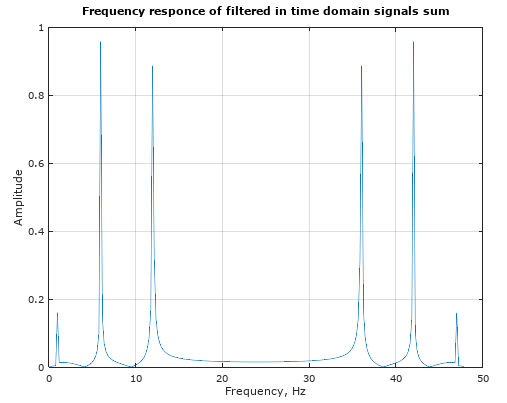 Frequency responce of filtered in time domain signals sum
1
0.8
0.6
0.4
0.2
0
Amplitude
0 10 20 30 40 50
Frequency, Hz